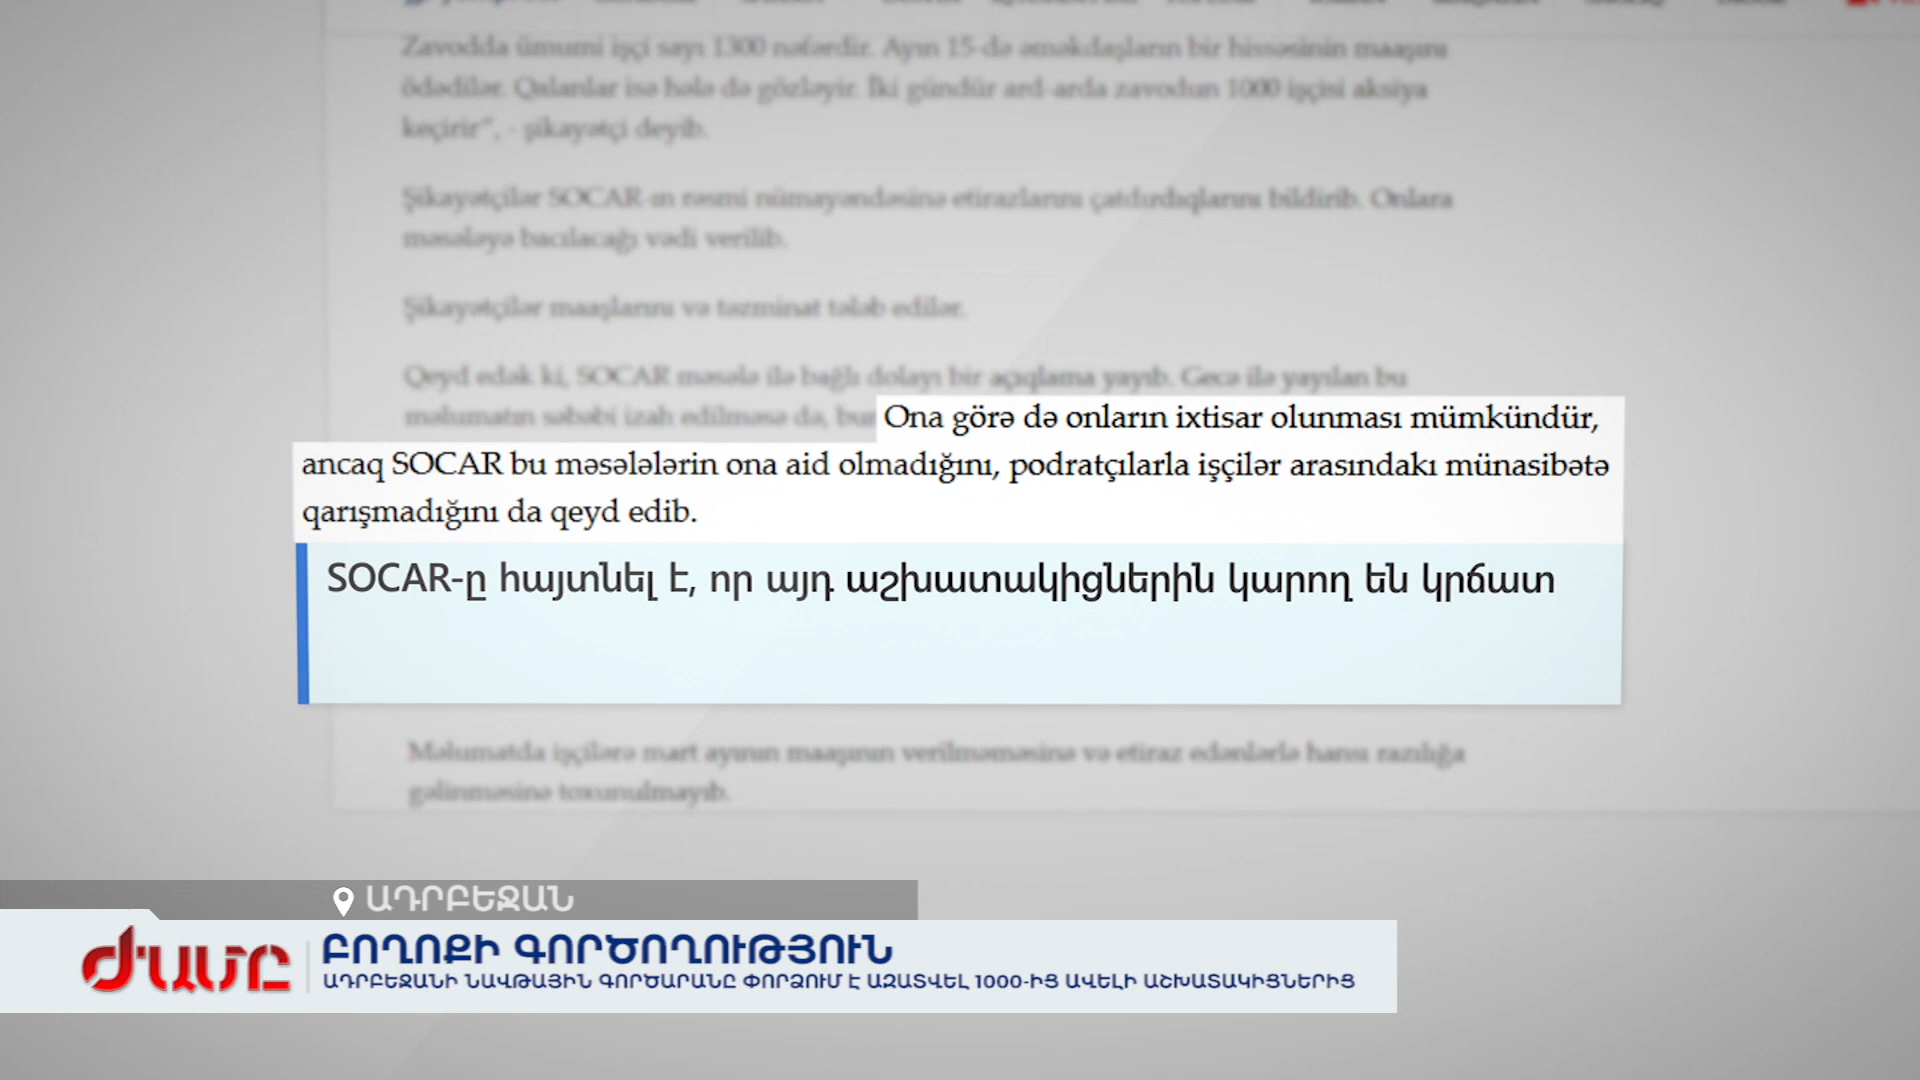 Zavodda ümumi işçi sayı 1300 nəfərdir. Ayın 15-də əməkdaşların bir hissəsinin maaşını
ödədilər. Qalanlar isə hələ də gözləyir. İki gündür ard-arda zavodun 1000 işçisi aksiya
keçirir”, - şikayətçi deyib.
Şikayətçilər SOCAR-ın rəsmi nümayəndəsinə etirazlarını çatdırdıqlarını bildirib. Onlara
məsələyə baxılacağı vədi verilib.
Şikayətçilər maaşlarını və təzminat tələb edilər.
Qeyd edək ki, SOCAR məsələ ilə bağlı dolayı bir açıqlama yayıb. Gecə ilə yayılan bu
məlumatın səbəbi izah edilməsə də, Ona görə də onların ixtisar olunması mümkündür,
ancaq SOCAR bu məsələlərin ona aid olmadığını, podratçılarla işçilər arasındakı münasibətə
qarışmadığını da qeyd edib.
SOCAR-ը հայտնել է, որ այդ աշխատակիցներին կարող են կրճատ
Məlumatda işçilərə mart ayının maaşının verilməməsinə və etiraz edənlərlə hansı razılığa
gəlinməsinə toxunulmayıb.
ԱԴՐԲԵՋԱՆ
ԺԱՄԸ
ԲՈՂՈՔԻ ԳՈՐԾՈՂՈՒԹՅՈՒՆ
ԱԴՐԲԵՋԱՆԻ ՆԱՎԹԱՅԻՆ ԳՈՐԾԱՐԱՆԸ ՓՈՐՁՈՒՄ Է ԱԶԱՏՎԵԼ 1000-ԻՑ ԱՎԵԼԻ ԱՇԽԱՏԱԿԻՑՆԵՐԻՑ